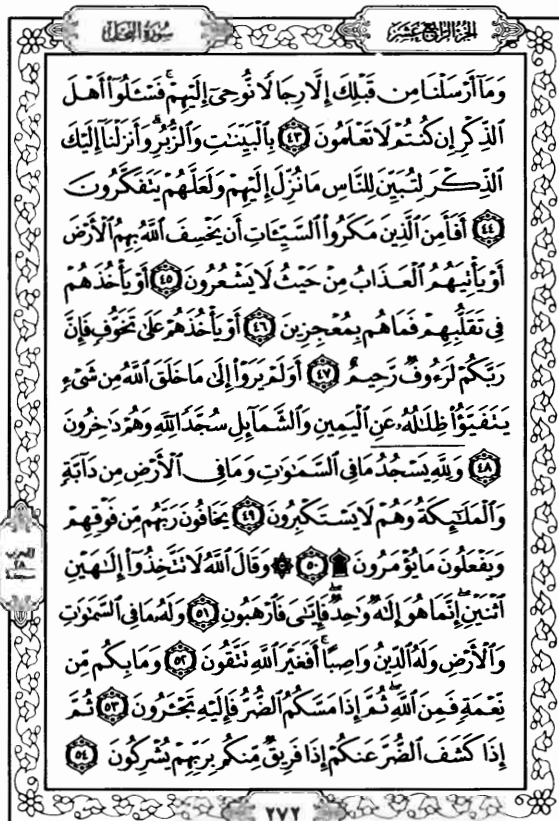 سورة النحل
الجزء الرابع عشر
وَمَآ أَرْسَلْنَا مِن قَبْلِكَ إِلَّا رِجَالًا نُّوحِىٓ إِلَيْهِمْ ۚ فَسْـَٔلُوٓا۟ أَهْلَ
ٱلذِّكْرِ إِن كُنتُمْ لَا تَعْلَمُونَ ﴿٤٣﴾ بِٱلْبَيِّنَـٰتِ وَٱلزُّبُرِ ۗ وَأَنزَلْنَآ إِلَيْكَ
ٱلذِّكْرَ لِتُبَيِّنَ لِلنَّاسِ مَا نُزِّلَ إِلَيْهِمْ وَلَعَلَّهُمْ يَتَفَكَّرُونَ
﴿٤٤﴾ أَفَأَمِنَ ٱلَّذِينَ مَكَرُوا۟ ٱلسَّيِّـَٔاتِ أَن يَخْسِفَ ٱللَّهُ بِهِمُ ٱلْأَرْضَ
أَوْ يَأْتِيَهُمُ ٱلْعَذَابُ مِنْ حَيْثُ لَا يَشْعُرُونَ ﴿٤٥﴾ أَوْ يَأْخُذَهُمْ
فِى تَقَلُّبِهِمْ فَمَا هُم بِمُعْجِزِينَ ﴿٤٦﴾ أَوْ يَأْخُذَهُمْ عَلَىٰ تَخَوُّفٍ فَإِنَّ
رَبَّكُمْ لَرَءُوفٌ رَّحِيمٌ ﴿٤٧﴾ أَوَلَمْ يَرَوْا۟ إِلَىٰ مَا خَلَقَ ٱللَّهُ مِن شَىْءٍ
يَتَفَيَّؤُا۟ ظِلَـٰلُهُۥ عَنِ ٱلْيَمِينِ وَٱلشَّمَآئِلِ سُجَّدًا لِّلَّهِ وَهُمْ دَٰخِرُونَ
﴿٤٨﴾ وَلِلَّهِ يَسْجُدُ مَا فِى ٱلسَّمَـٰوَٰتِ وَمَا فِى ٱلْأَرْضِ مِن دَآبَّةٍ
وَٱلْمَلَـٰٓئِكَةُ وَهُمْ لَا يَسْتَكْبِرُونَ ﴿٤٩﴾ يَخَافُونَ رَبَّهُم مِّن فَوْقِهِمْ
وَيَفْعَلُونَ مَا يُؤْمَرُونَ ۩ ﴿٥٠﴾ ۞ وَقَالَ ٱللَّهُ لَا تَتَّخِذُوٓا۟ إِلَـٰهَيْنِ
ٱثْنَيْنِ ۖ إِنَّمَا هُوَ إِلَـٰهٌ وَٰحِدٌ ۖ فَإِيَّـٰىَ فَٱرْهَبُونِ ﴿٥١﴾ وَلَهُۥ مَا فِى ٱلسَّمَـٰوَٰتِ
وَٱلْأَرْضِ وَلَهُ ٱلدِّينُ وَاصِبًا ۚ أَفَغَيْرَ ٱللَّهِ تَتَّقُونَ ﴿٥٢﴾ وَمَا بِكُم مِّن
نِّعْمَةٍ فَمِنَ ٱللَّهِ ۖ ثُمَّ إِذَا مَسَّكُمُ ٱلضُّرُّ فَإِلَيْهِ تَجْـَٔرُونَ ﴿٥٣﴾ ثُمَّ
إِذَا كَشَفَ ٱلضُّرَّ عَنكُمْ إِذَا فَرِيقٌ مِّنكُم بِرَبِّهِمْ يُشْرِكُونَ ﴿٥٤﴾
الحزب
٢٨
سجدة
٢٧٢